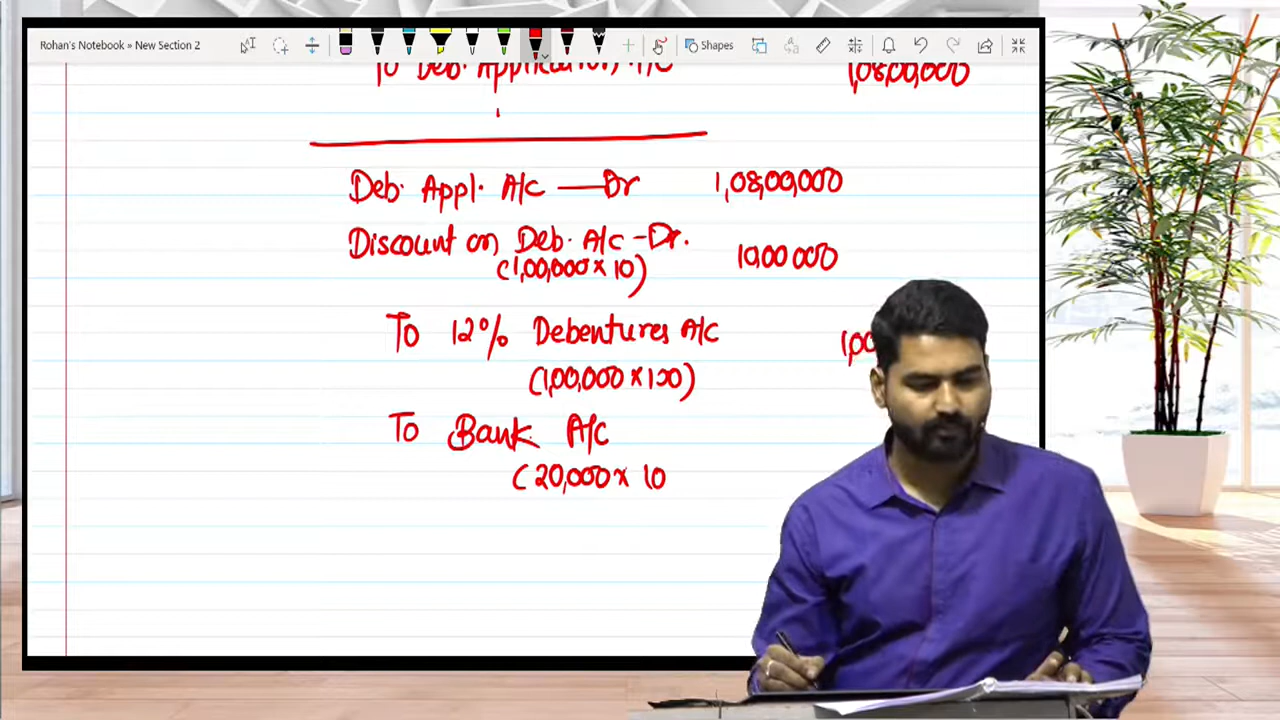 Rohan's Notebook » New Section 2
Shapes
To Deb. Application A/C 1,08,00,000
Deb. Appl. A/C — Dr 1,08,00,000
Discount on Deb. A/C - Dr. 10,00 000
(1,00,000 × 10)
To 12% Debentures A/C 1,00
(1,00,000 × 100)
To Bank A/C
(20,000 × 10